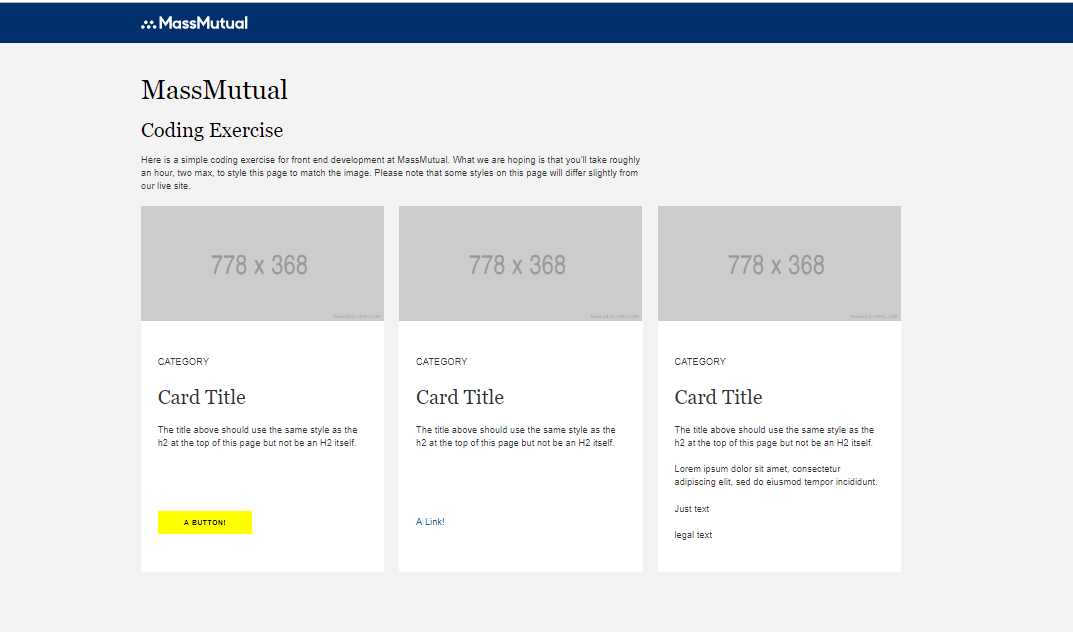 MassMutual
MassMutual
Coding Exercise
Here is a simple coding exercise for front end development at MassMutual. What we are hoping is that you'll take roughly
an hour, two max, to style this page to match the image. Please note that some styles on this page will differ slightly from
our live site.
778 x 368
Powered by HTML.COM
CATEGORY
Card Title
The title above should use the same style as the
h2 at the top of this page but not be an H2 itself.
A BUTTON!
778 x 368
Powered by HTML.COM
CATEGORY
Card Title
The title above should use the same style as the
h2 at the top of this page but not be an H2 itself.
A Link!
778 x 368
Powered by HTML.COM
CATEGORY
Card Title
The title above should use the same style as the
h2 at the top of this page but not be an H2 itself.
Lorem ipsum dolor sit amet, consectetur
adipiscing elit, sed do eiusmod tempor incididunt.
Just text
legal text